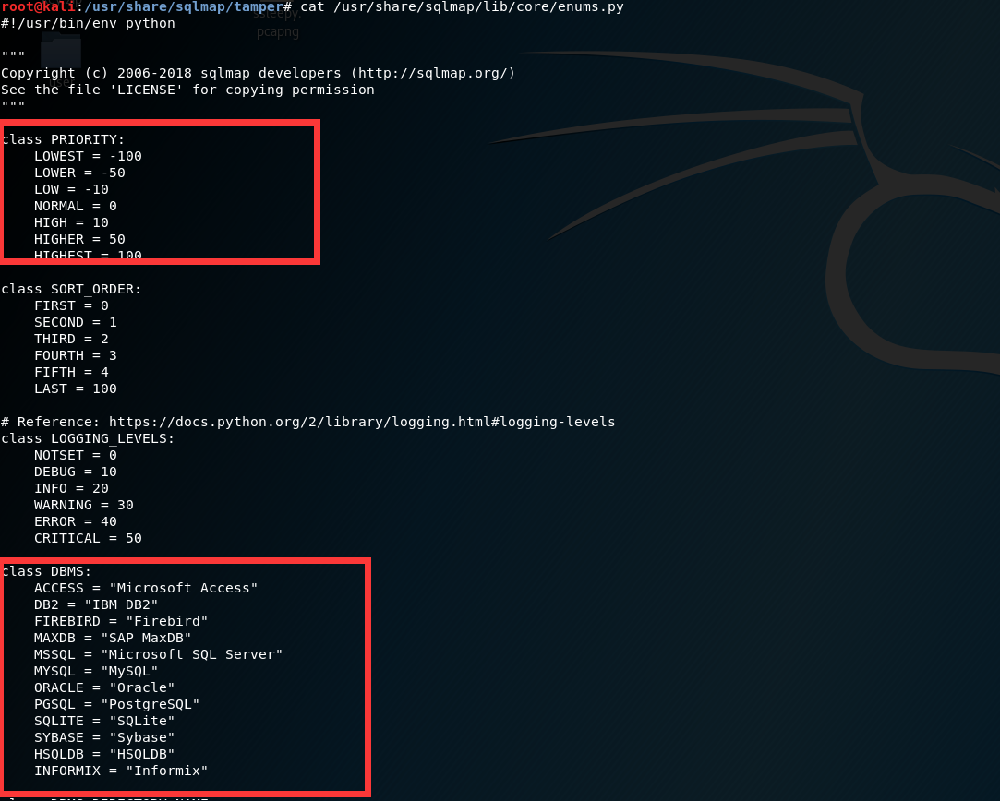 root@kali:/usr/share/sqlmap/tamper# cat /usr/share/sqlmap/lib/core/enums.py
ssleepy.
#!/usr/bin/env python
pcapng
"""
Copyright (c) 2006-2018 sqlmap developers (http://sqlmap.org/)
See the file 'LICENSE' for copying permission
"""
class PRIORITY:
    LOWEST = -100
    LOWER = -50
    LOW = -10
    NORMAL = 0
    HIGH = 10
    HIGHER = 50
    HIGHEST = 100
class SORT_ORDER:
    FIRST = 0
    SECOND = 1
    THIRD = 2
    FOURTH = 3
    FIFTH = 4
    LAST = 100
# Reference: https://docs.python.org/2/library/logging.html#logging-levels
class LOGGING_LEVELS:
    NOTSET = 0
    DEBUG = 10
    INFO = 20
    WARNING = 30
    ERROR = 40
    CRITICAL = 50
class DBMS:
    ACCESS = "Microsoft Access"
    DB2 = "IBM DB2"
    FIREBIRD = "Firebird"
    MAXDB = "SAP MaxDB"
    MSSQL = "Microsoft SQL Server"
    MYSQL = "MySQL"
    ORACLE = "Oracle"
    PGSQL = "PostgreSQL"
    SQLITE = "SQLite"
    SYBASE = "Sybase"
    HSQLDB = "HSQLDB"
    INFORMIX = "Informix"